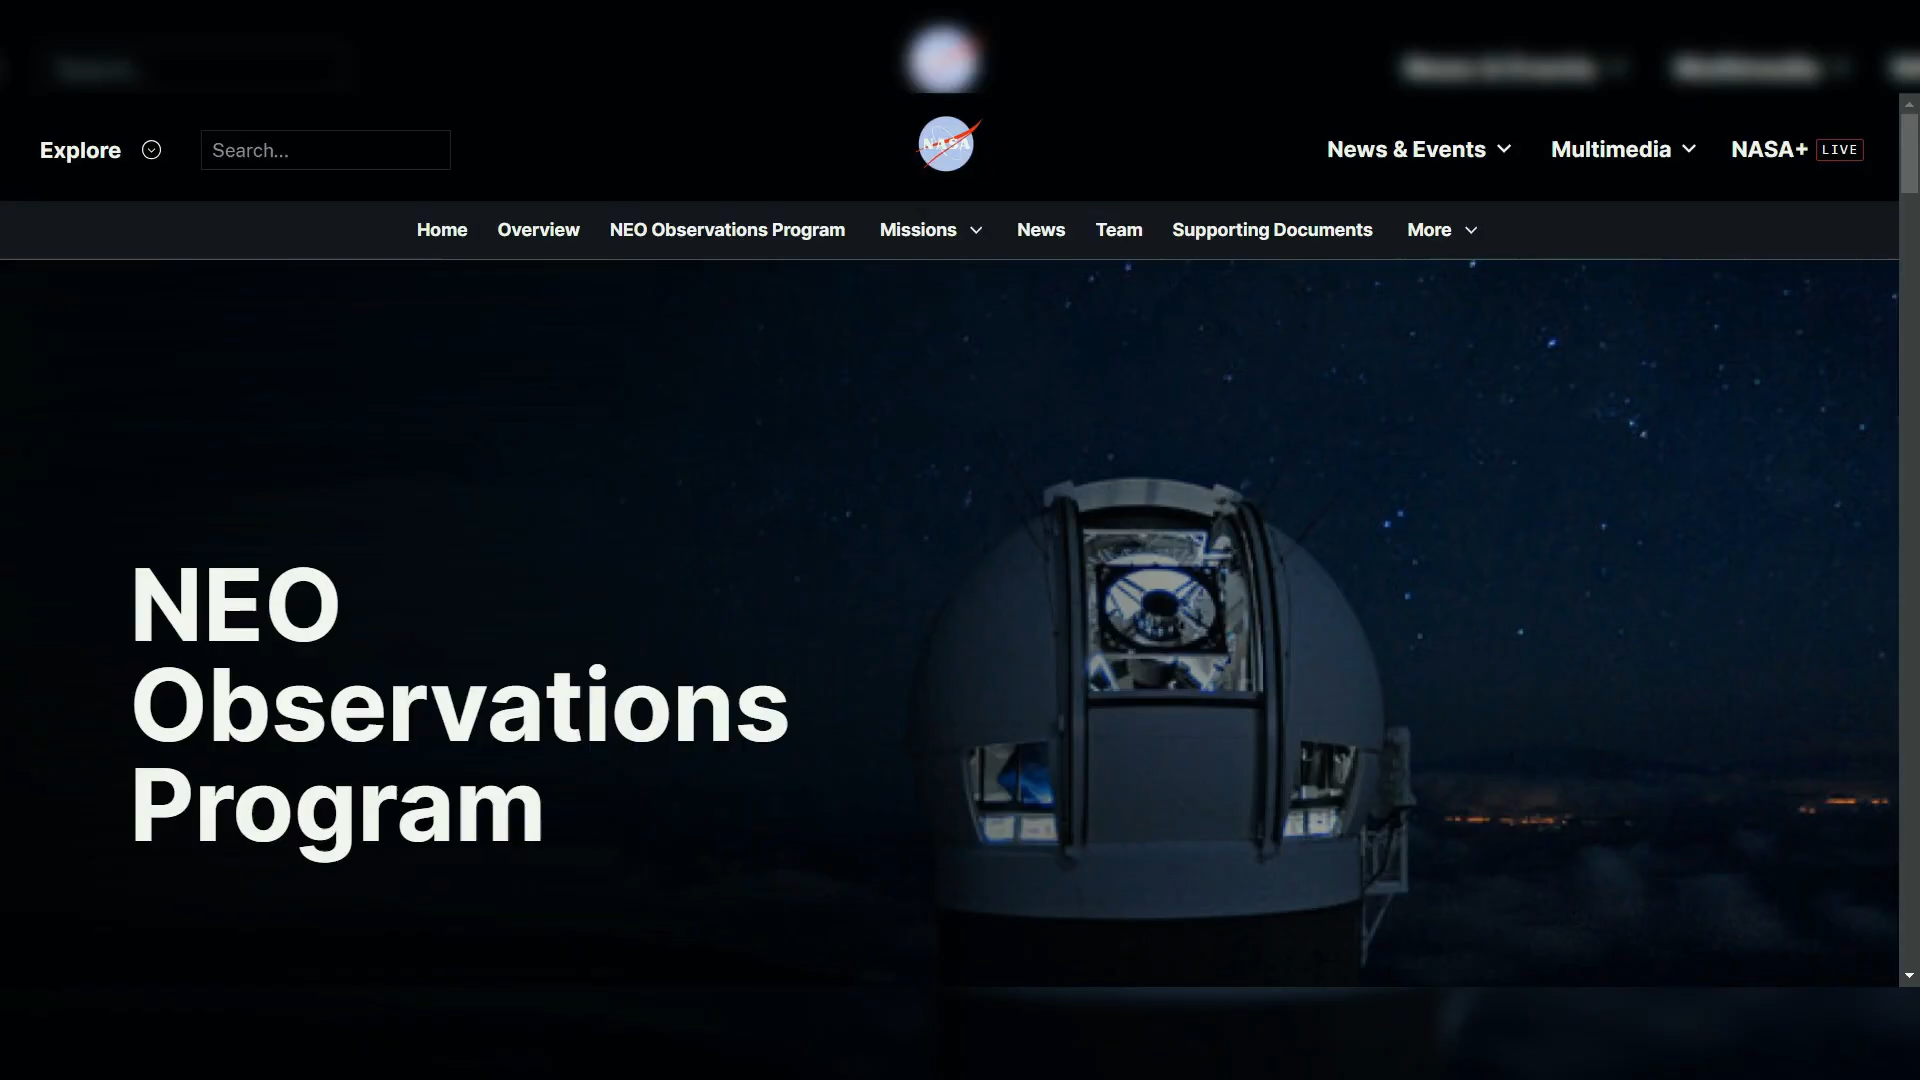 Explore
Search...
NASA
News & Events
Multimedia
NASA+ LIVE
Home
Overview
NEO Observations Program
Missions
News
Team
Supporting Documents
More
NEO
Observations
Program